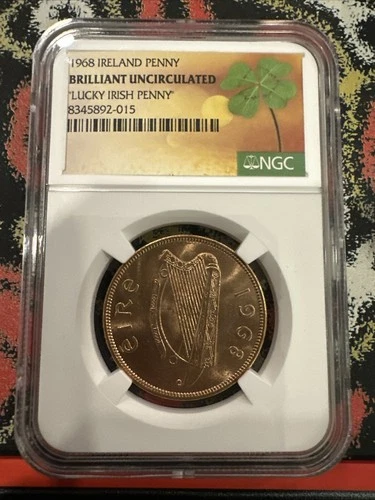 1968 IRELAND PENNY
BRILLIANT UNCIRCULATED
"LUCKY IRISH PENNY"
8345892-015
NGC
éIRe 1968